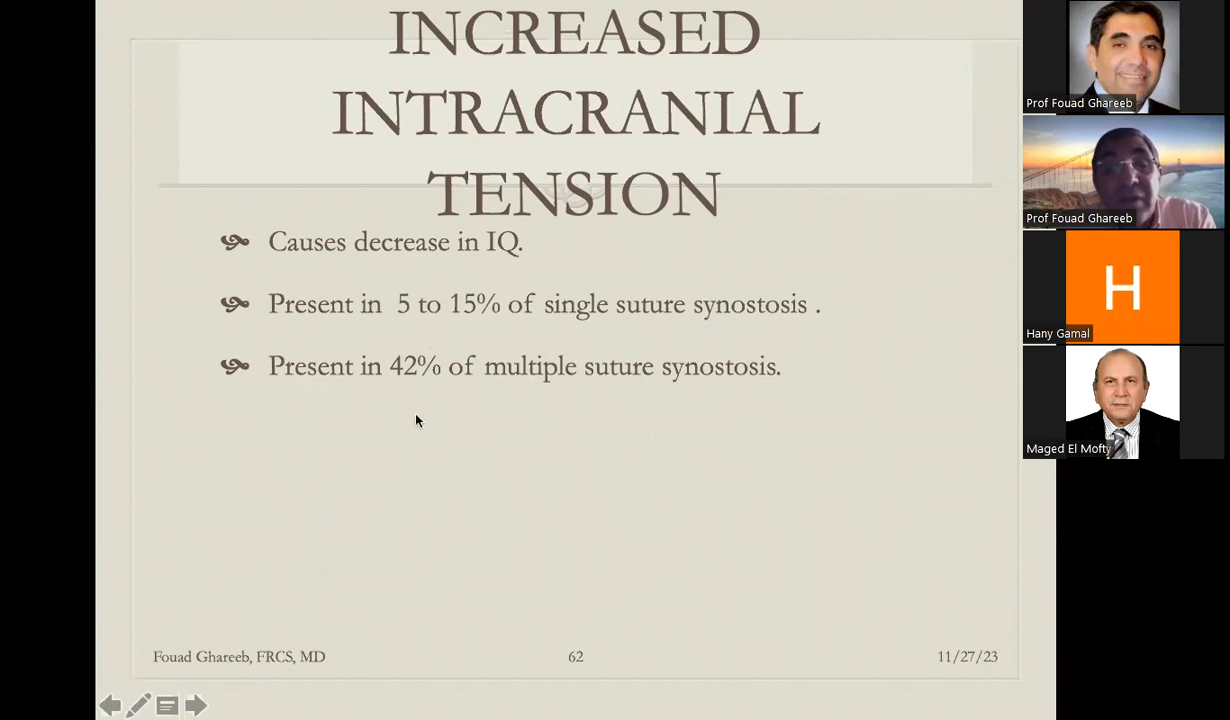 INCREASED
INTRACRANIAL
TENSION
Causes decrease in IQ.
Present in 5 to 15% of single suture synostosis .
Present in 42% of multiple suture synostosis.
Fouad Ghareeb, FRCS, MD
62
11/27/23
Prof Fouad Ghareeb
Prof Fouad Ghareeb
H
Hany Gamal
Maged El Mofty